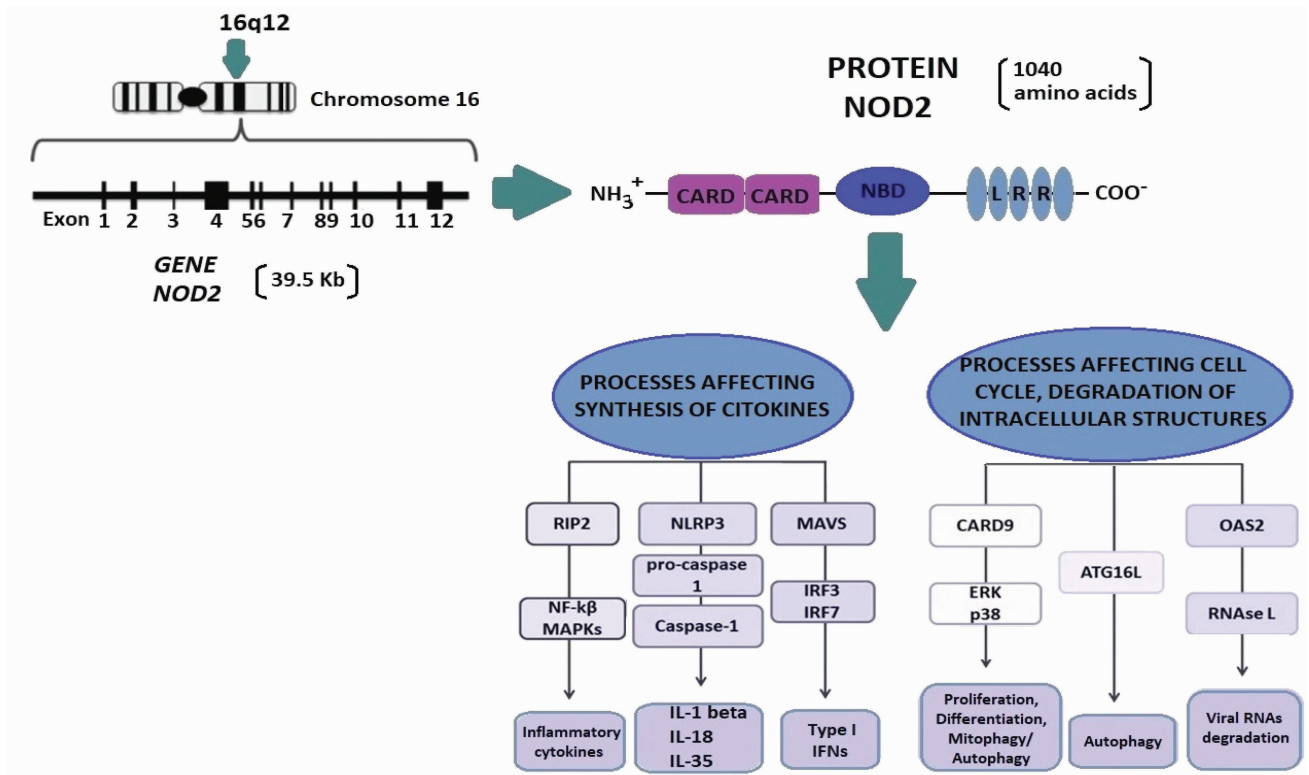 16q12
Chromosome 16
Exon 1 2 3 4 56 7 89 10 11 12
GENE
NOD2
39.5 Kb
PROTEIN
NOD2
1040
amino acids
NH3+ CARD CARD NBD L R R COO-
PROCESSES AFFECTING
SYNTHESIS OF CITOKINES
PROCESSES AFFECTING CELL
CYCLE, DEGRADATION OF
INTRACELLULAR STRUCTURES
RIP2
NF-kβ
MAPKs
Inflammatory
cytokines
NLRP3
pro-caspase
1
Caspase-1
IL-1 beta
IL-18
IL-35
MAVS
IRF3
IRF7
Type I
IFNs
CARD9
ERK
p38
Proliferation,
Differentiation,
Mitophagy/
Autophagy
ATG16L
Autophagy
OAS2
RNAse L
Viral RNAs
degradation